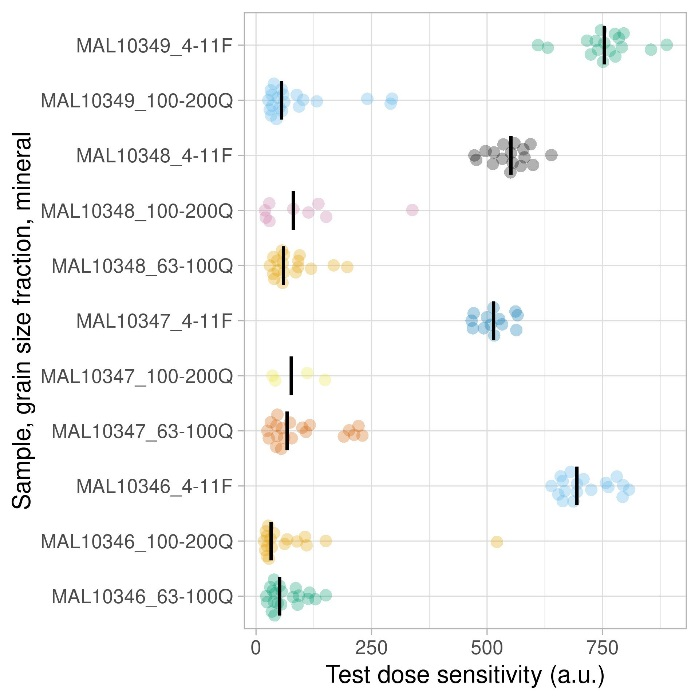 MAL10349_4-11F
MAL10349_100-200Q
MAL10348_4-11F
MAL10348_100-200Q
MAL10348_63-100Q
MAL10347_4-11F
MAL10347_100-200Q
MAL10347_63-100Q
MAL10346_4-11F
MAL10346_100-200Q
MAL10346_63-100Q
Sample, grain size fraction, mineral
0 250 500 750
Test dose sensitivity (a.u.)